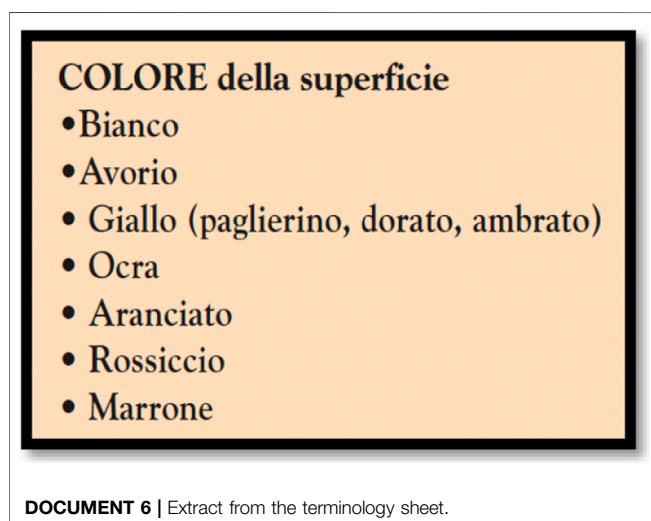 COLORE della superficie
•Bianco
•Avorio
• Giallo (paglierino, dorato, ambrato)
• Ocra
• Aranciato
• Rossiccio
• Marrone
DOCUMENT 6 | Extract from the terminology sheet.